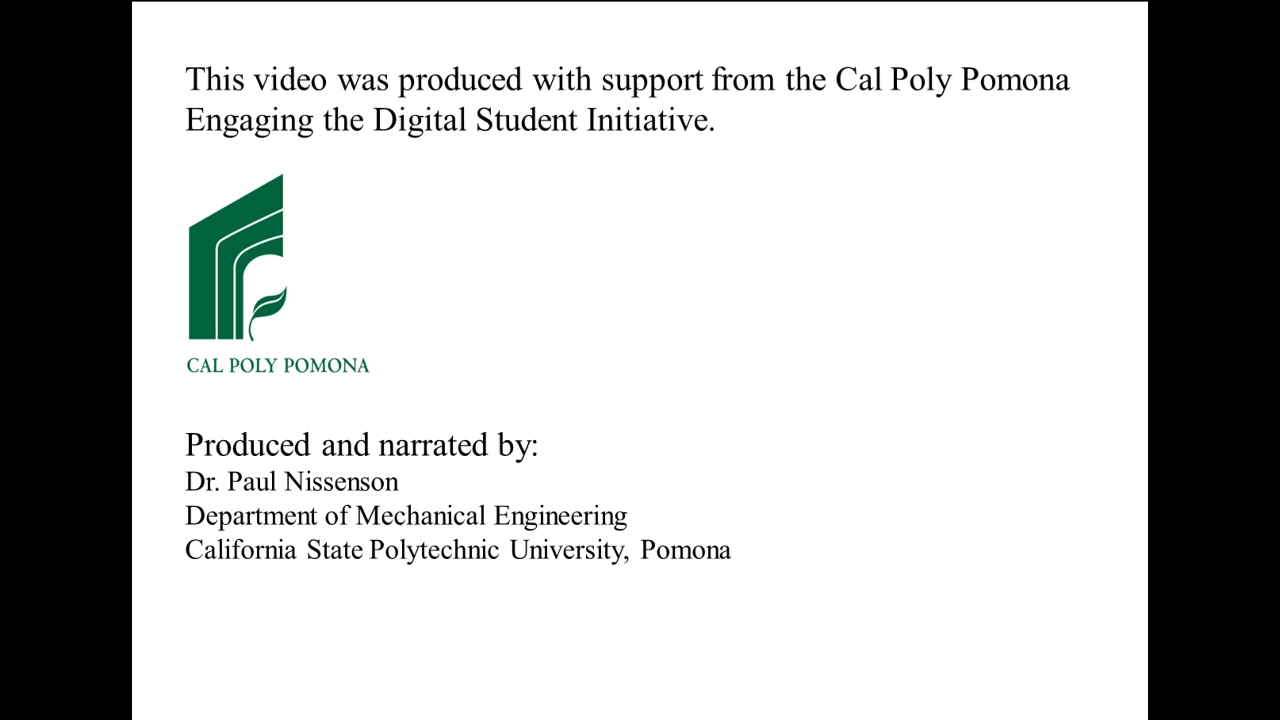 This video was produced with support from the Cal Poly Pomona
Engaging the Digital Student Initiative.
CAL POLY POMONA
Produced and narrated by:
Dr. Paul Nissenson
Department of Mechanical Engineering
California State Polytechnic University, Pomona